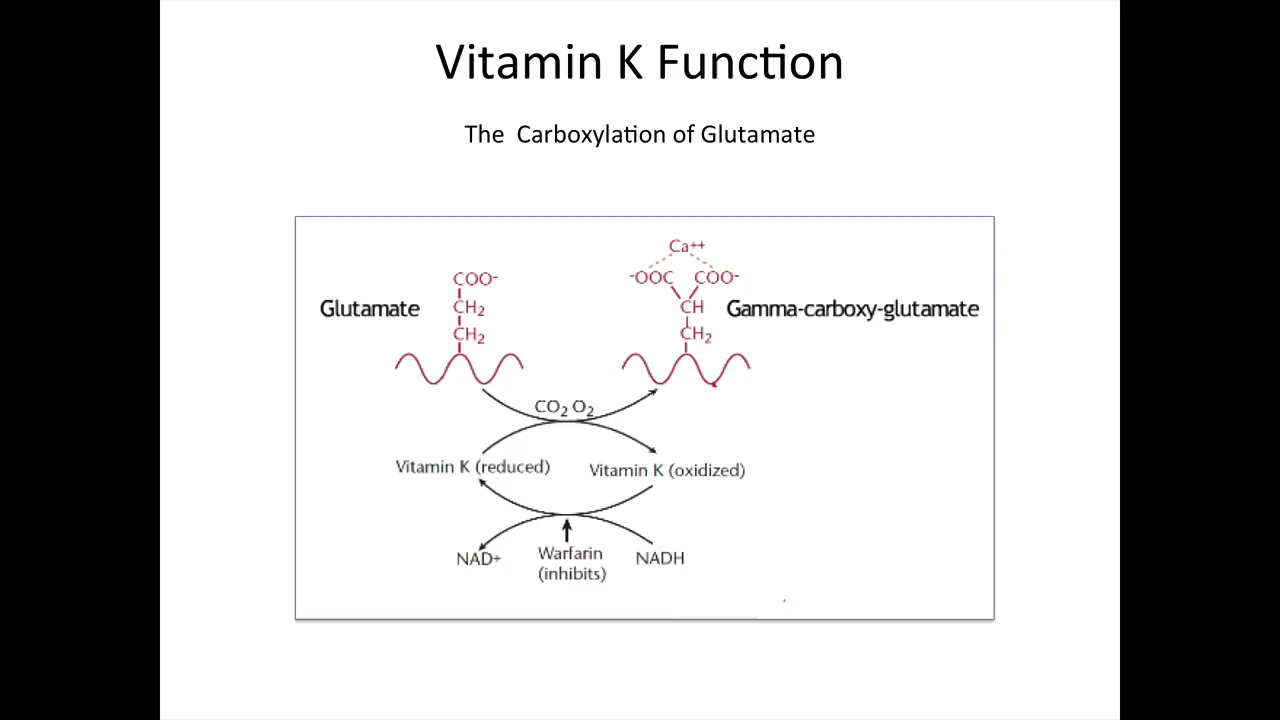 Vitamin K Function
The Carboxylation of Glutamate
Ca++
COO-
-OOC COO-
Glutamate
CH2
CH
Gamma-carboxy-glutamate
CH2
CH2
CO2 O2
Vitamin K (reduced)
Vitamin K (oxidized)
NAD+
Warfarin
(inhibits)
NADH